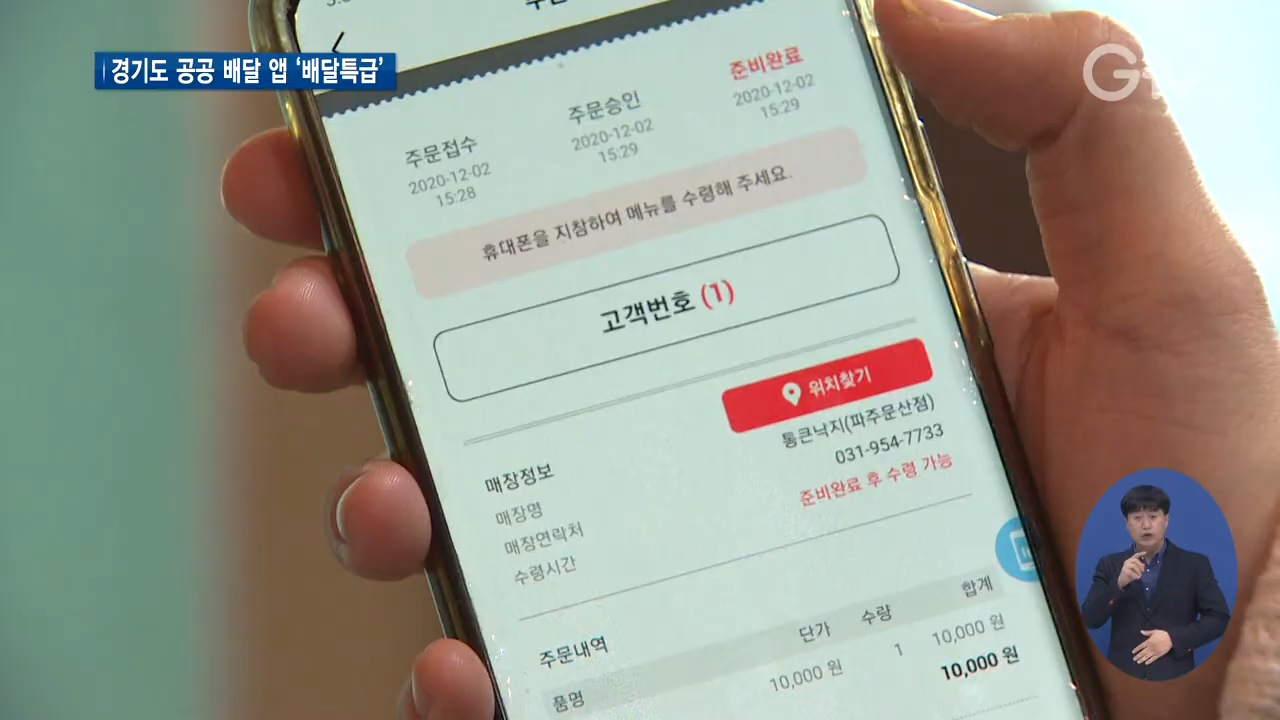 경기도 공공 배달 앱 '배달특급'
G
주문접수
2020-12-02
15:28
주문승인
2020-12-02
15:29
준비완료
2020-12-02
15:29
휴대폰을 지참하여 메뉴를 수령해 주세요.
고객번호 (1)
위치찾기
매장정보
매장명 통큰낙지(파주문산점)
매장연락처 031-954-7733
수령시간 준비완료 후 수령 가능
주문내역
품명 단가 수량 합계
10,000 원 1 10,000 원
10,000 원